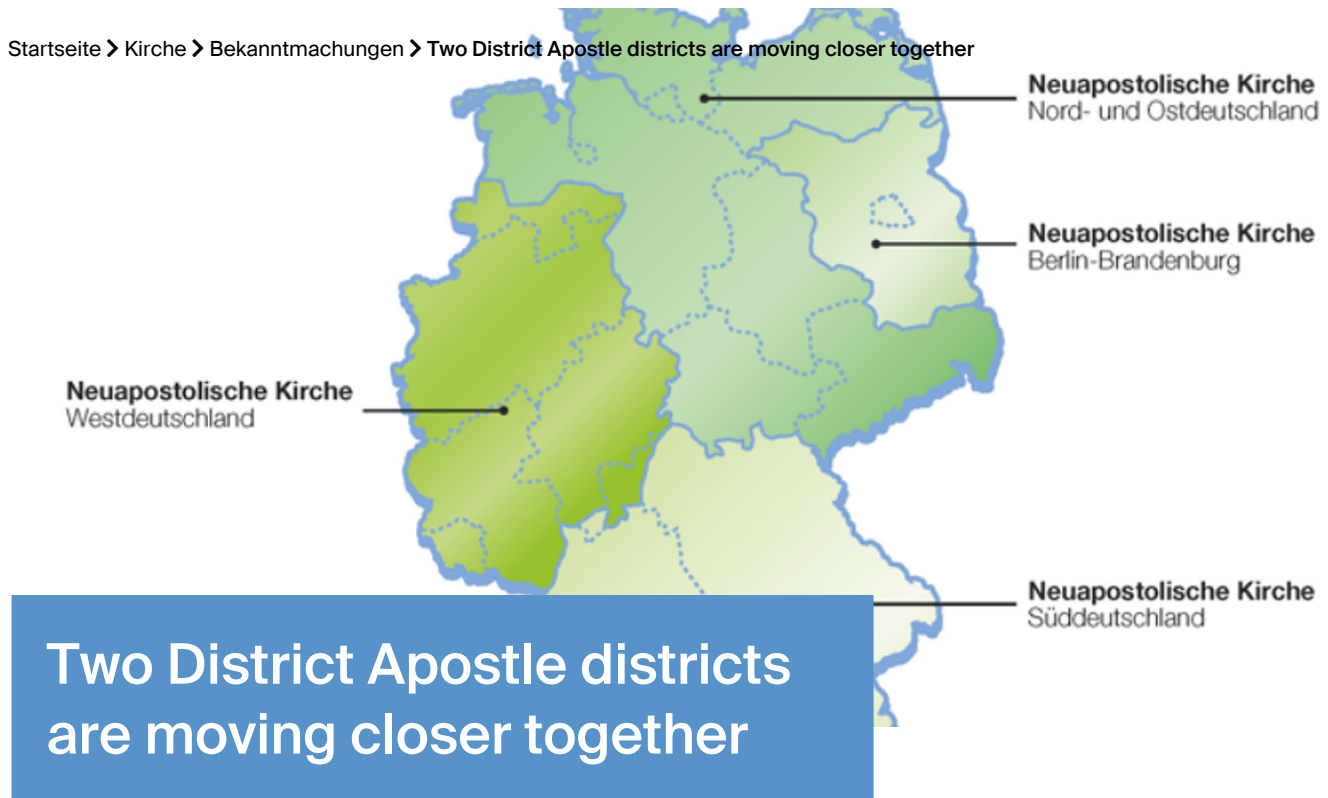 Startseite > Kirche > Bekanntmachungen > Two District Apostle districts are moving closer together
Neuapostolische Kirche
Nord- und Ostdeutschland
Neuapostolische Kirche
Berlin-Brandenburg
Neuapostolische Kirche
Westdeutschland
Neuapostolische Kirche
Süddeutschland
Two District Apostle districts
are moving closer together